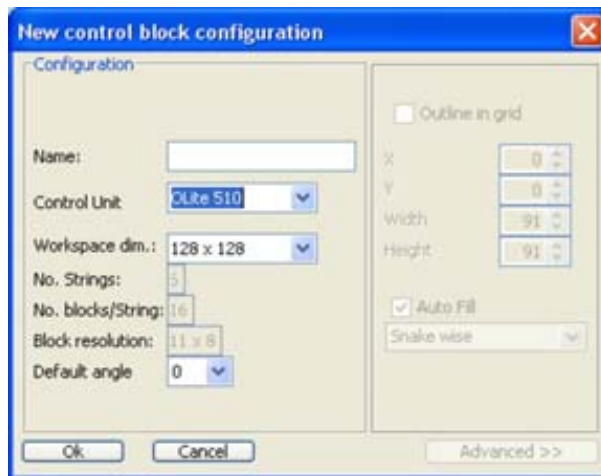 New control block configuration
Configuration
Name:
Control Unit OLite 510
Workspace dim.: 128 x 128
No. Strings: 5
No. blocks/String: 16
Block resolution: 11 x 8
Default angle 0
Ok Cancel
Outline in grid
X 0
Y 0
Width 91
Height 91
Auto Fill
Snake wise
Advanced >>